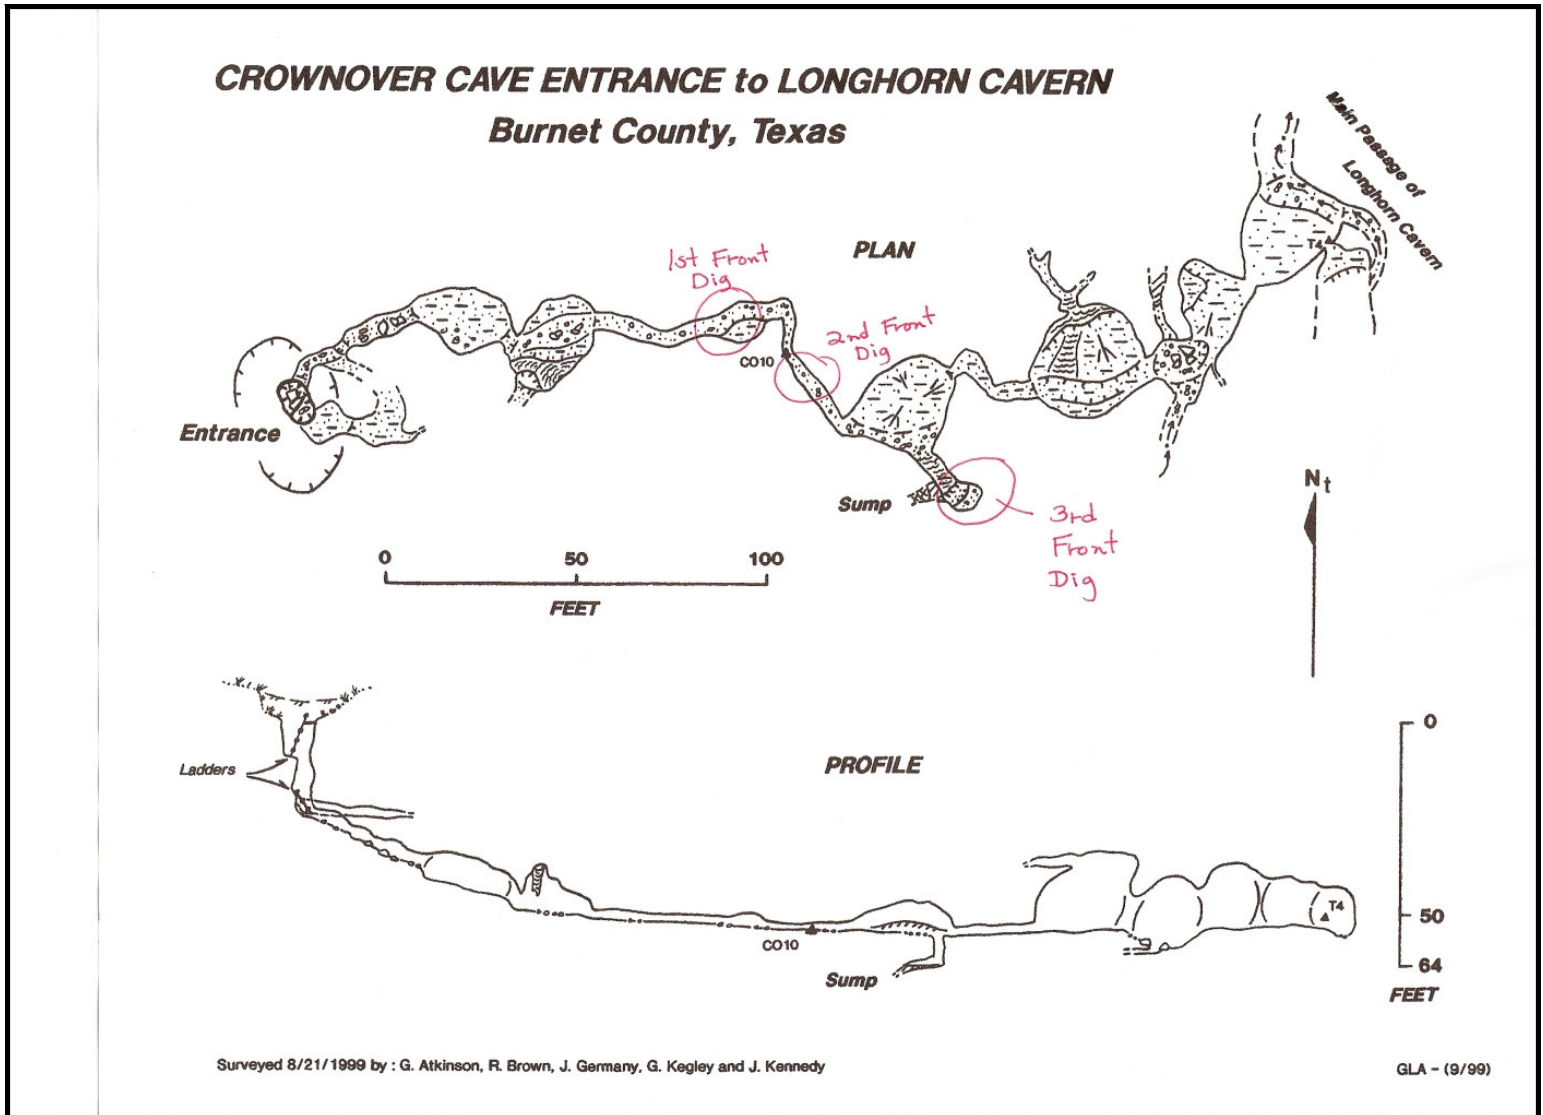 CROWNOVER CAVE ENTRANCE to LONGHORN CAVERN
Burnet County, Texas
Main Passage of
Longhorn Cavern
PLAN
1st Front
Dig
T4
2nd Front
Dig
CO10
Entrance
Sump
Nt
3rd
Front
Dig
0 50 100
FEET
0
PROFILE
Ladders
T4
50
CO10
64
Sump
FEET
Surveyed 8/21/1999 by : G. Atkinson, R. Brown, J. Germany, G. Kegley and J. Kennedy
GLA - (9/99)